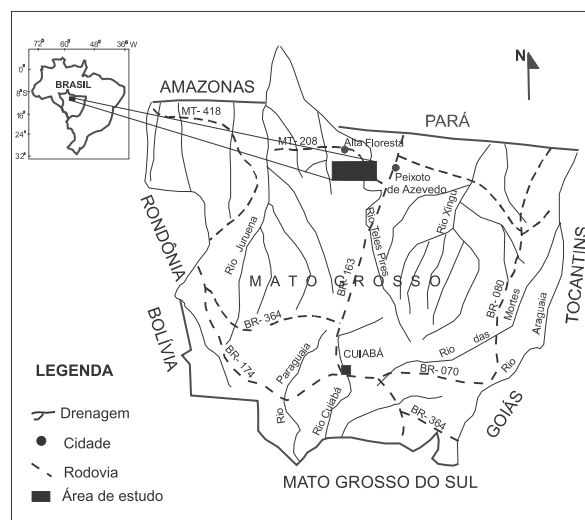 72° 60° 48° 36° W
0°
8°S
16°
24°
32°
BRASIL
N
AMAZONAS
PARÁ
MT- 418
MT- 208
Alta Floresta
Peixoto
de Azevedo
Rio Xingu
Rio Teles Pires
RONDÔNIA
Rio Juruena
MATO GROSSO
BR- 163
BR- 080
TOCANTINS
Rio das Mortes
Rio Araguaia
BOLÍVIA
BR- 364
BR- 174
Rio Paraguaia
Rio Cuiabá
CUIABÁ
BR- 070
BR- 364
GOIÁS
MATO GROSSO DO SUL
LEGENDA
Drenagem
Cidade
Rodovia
Área de estudo